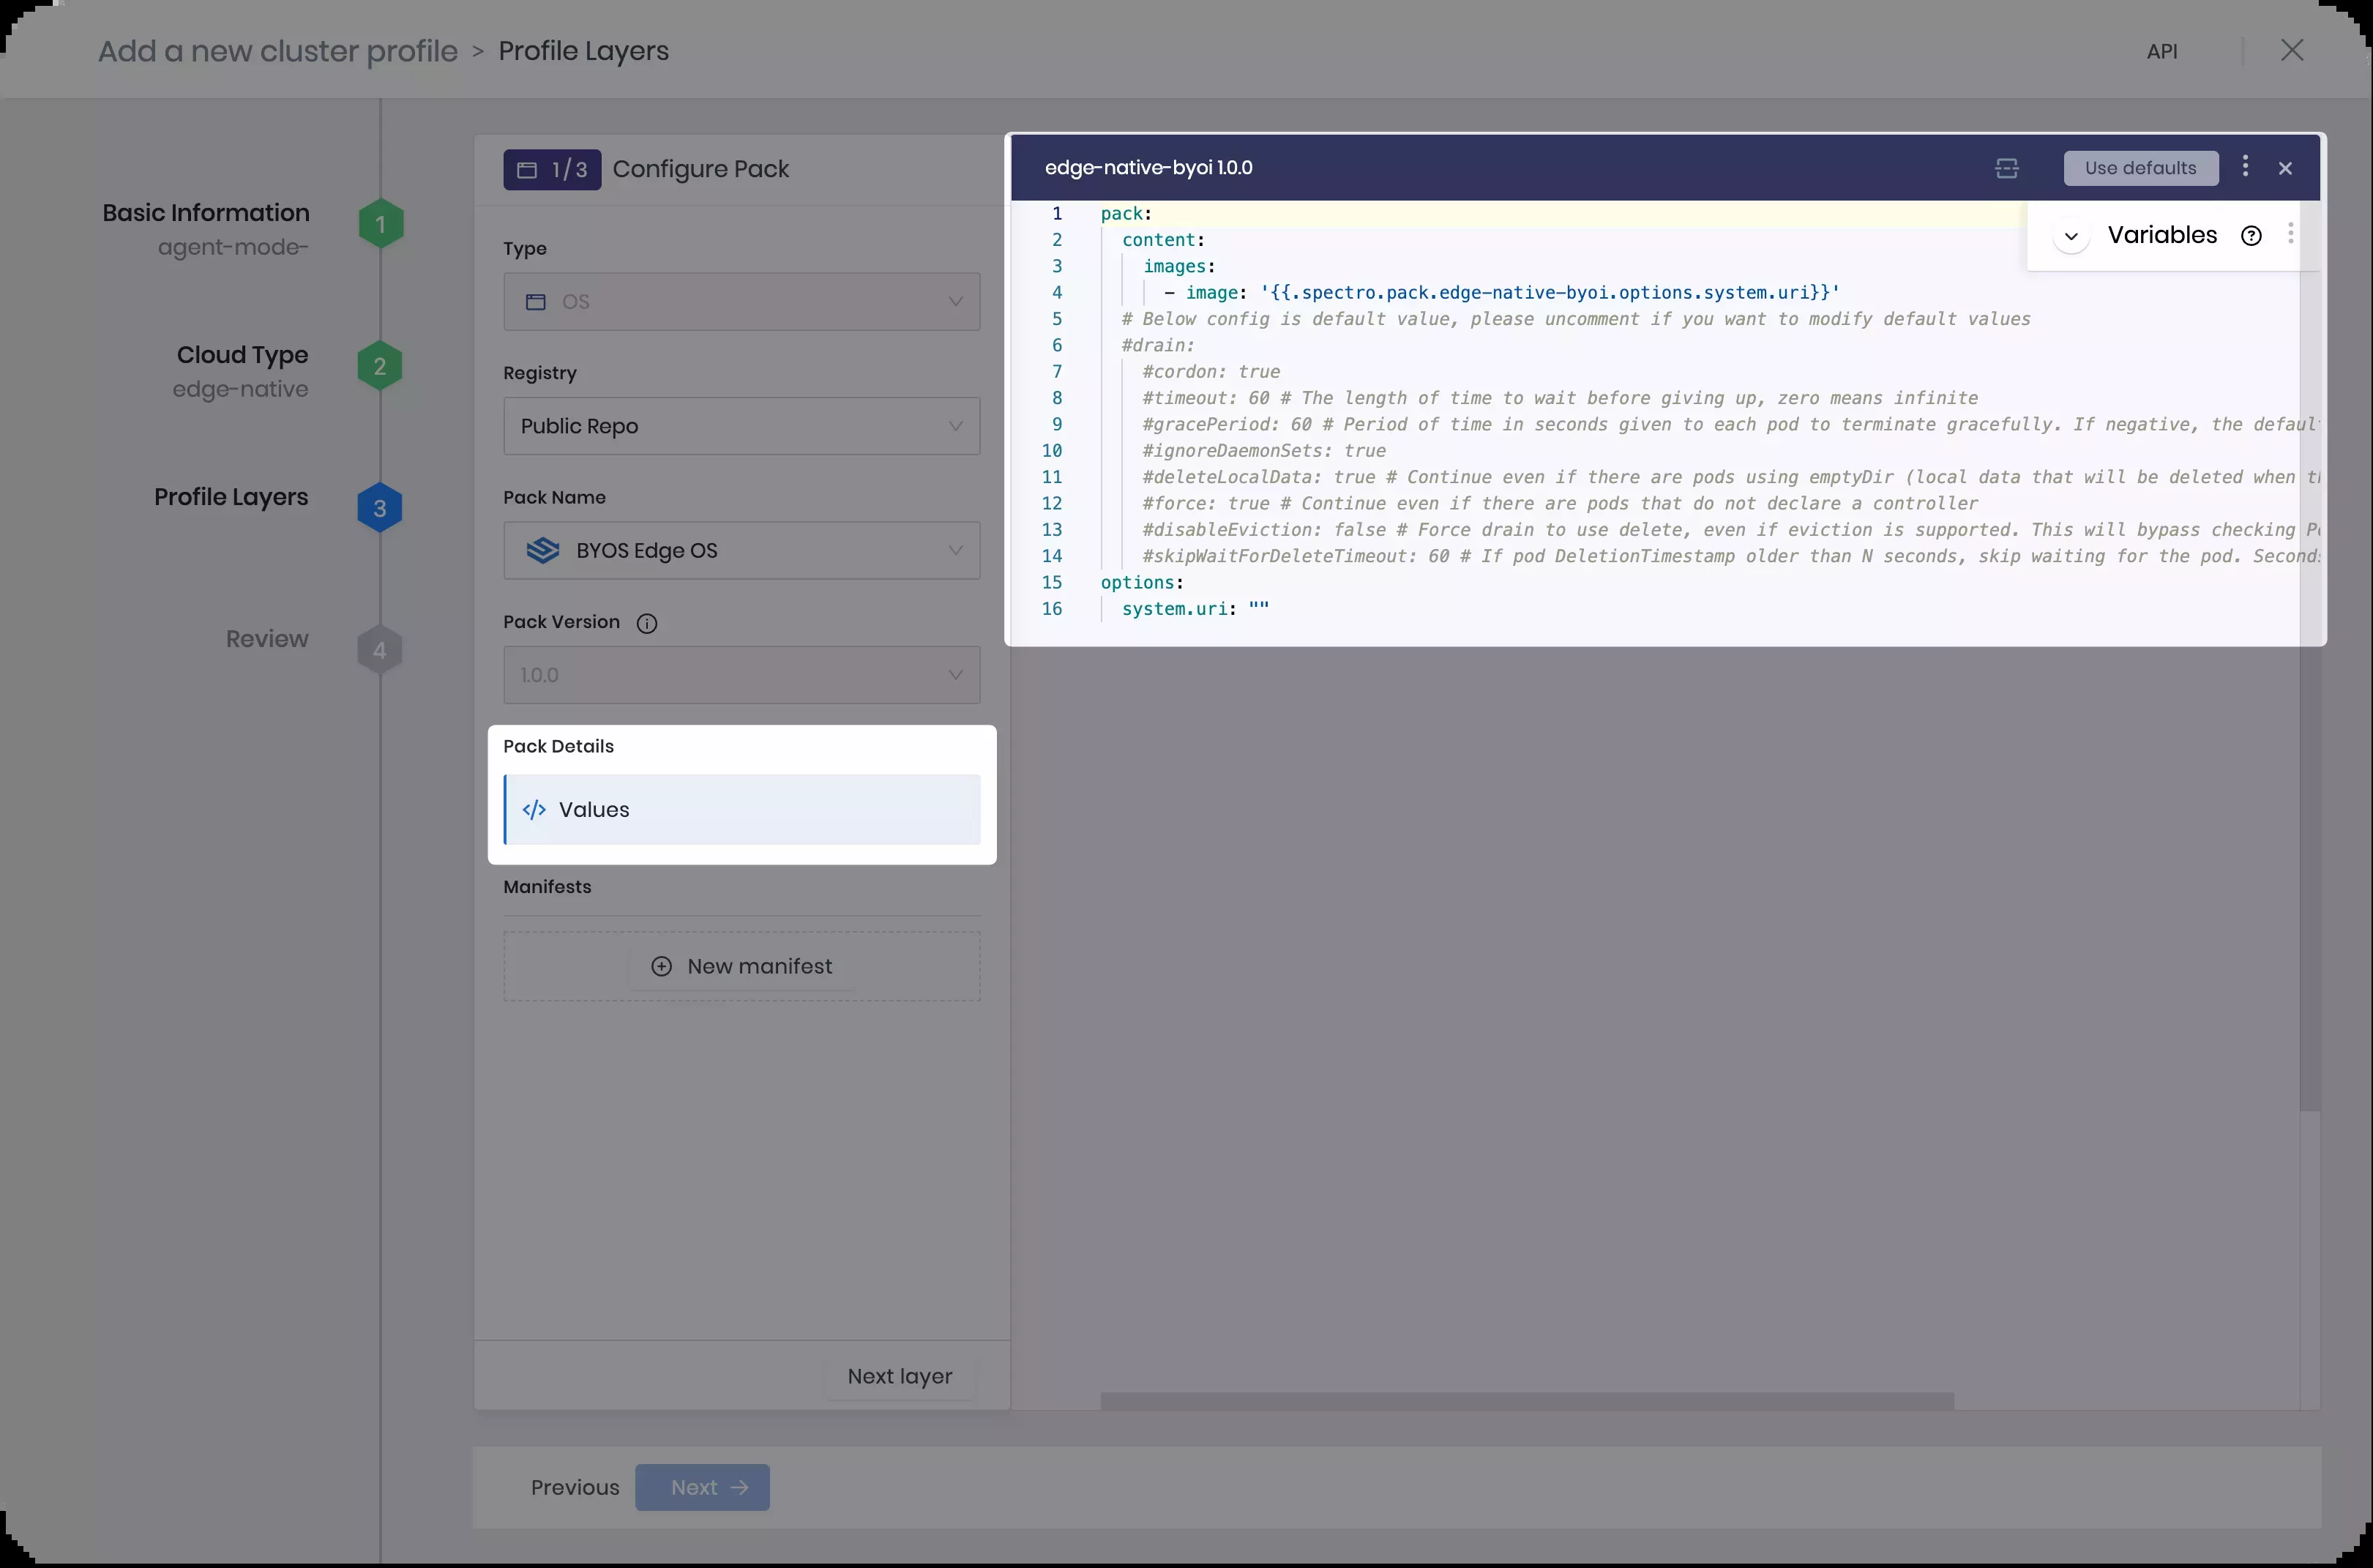 Add a new cluster profile > Profile Layers
API
Basic Information
agent-mode-
1
Cloud Type
edge-native
2
Profile Layers
3
Review
4
1/3 Configure Pack
Type
OS
Registry
Public Repo
Pack Name
BYOS Edge OS
Pack Version
1.0.0
Pack Details
</> Values
Manifests
New manifest
Next layer
Previous
Next →
edge-native-byoi 1.0.0
Use defaults
Variables
1 pack:
2 content:
3 images:
4 - image: '{{.spectro.pack.edge-native-byoi.options.system.uri}}'
5 # Below config is default value, please uncomment if you want to modify default values
6 #drain:
7 #cordon: true
8 #timeout: 60 # The length of time to wait before giving up, zero means infinite
9 #gracePeriod: 60 # Period of time in seconds given to each pod to terminate gracefully. If negative, the defaul
10 #ignoreDaemonSets: true
11 #deleteLocalData: true # Continue even if there are pods using emptyDir (local data that will be deleted when
12 #force: true # Continue even if there are pods that do not declare a controller
13 #disableEviction: false # Force drain to use delete, even if eviction is supported. This will bypass checking
14 #skipWaitForDeleteTimeout: 60 # If pod DeletionTimestamp older than N seconds, skip waiting for the pod. Second
15 options:
16 system.uri: ""